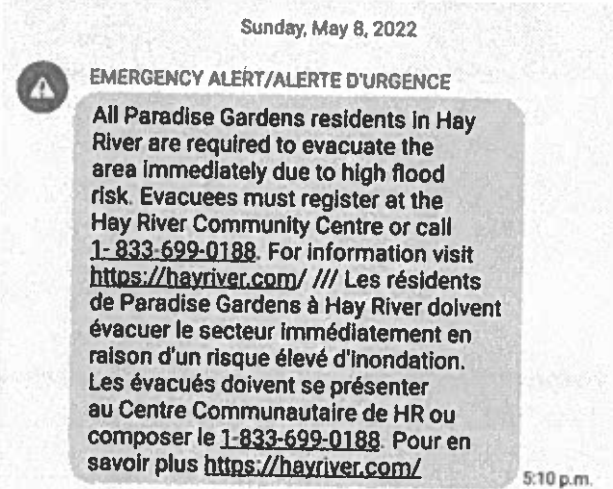 Sunday, May 8, 2022
EMERGENCY ALERT/ALERTE D'URGENCE
All Paradise Gardens residents in Hay
River are required to evacuate the
area immediately due to high flood
risk. Evacuees must register at the
Hay River Community Centre or call
1- 833-699-0188. For information visit
https://hayriver.com/ /// Les résidents
de Paradise Gardens à Hay River doivent
évacuer le secteur immédiatement en
raison d'un risque élevé d'inondation.
Les évacués doivent se présenter
au Centre Communautaire de HR ou
composer le 1-833-699-0188. Pour en
savoir plus https://hayriver.com/
5:10 p.m.